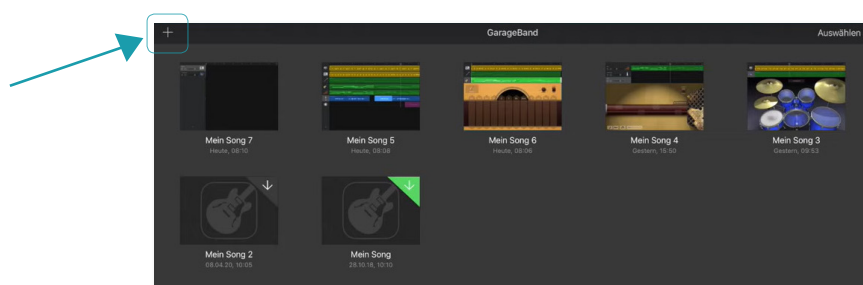 GarageBand
Auswählen
Mein Song 7
Heute, 08:10
Mein Song 5
Heute, 08:08
Mein Song 6
Heute, 08:06
Mein Song 4
Gestern, 15:50
Mein Song 3
Gestern, 09:53
Mein Song 2
08.04.20, 16:05
Mein Song
28.10.18, 10:10